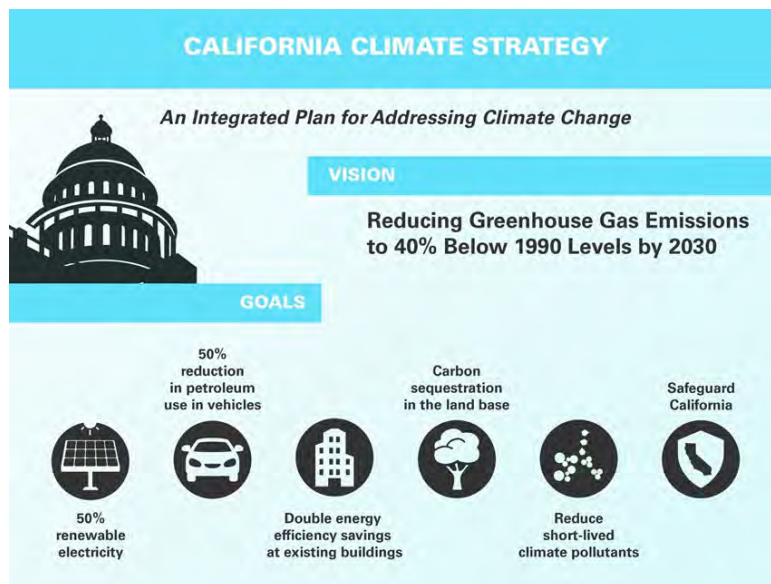 CALIFORNIA CLIMATE STRATEGY
An Integrated Plan for Addressing Climate Change
VISION
Reducing Greenhouse Gas Emissions
to 40% Below 1990 Levels by 2030
GOALS
50%
renewable
electricity
50%
reduction
in petroleum
use in vehicles
Double energy
efficiency savings
at existing buildings
Carbon
sequestration
in the land base
Reduce
short-lived
climate pollutants
Safeguard
California